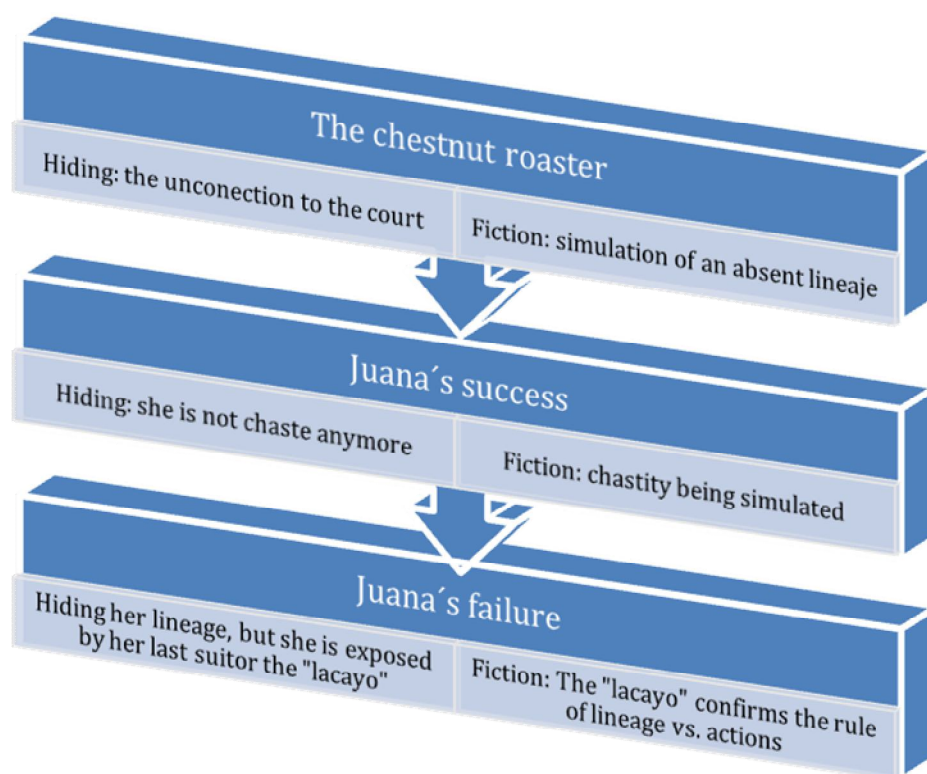 The chestnut roaster
Hiding: the unconection to the court
Fiction: simulation of an absent lineaje
Juana´s success
Hiding: she is not chaste anymore
Fiction: chastity being simulated
Juana´s failure
Hiding her lineage, but she is exposed
by her last suitor the "lacayo"
Fiction: The "lacayo" confirms the rule
of lineage vs. actions